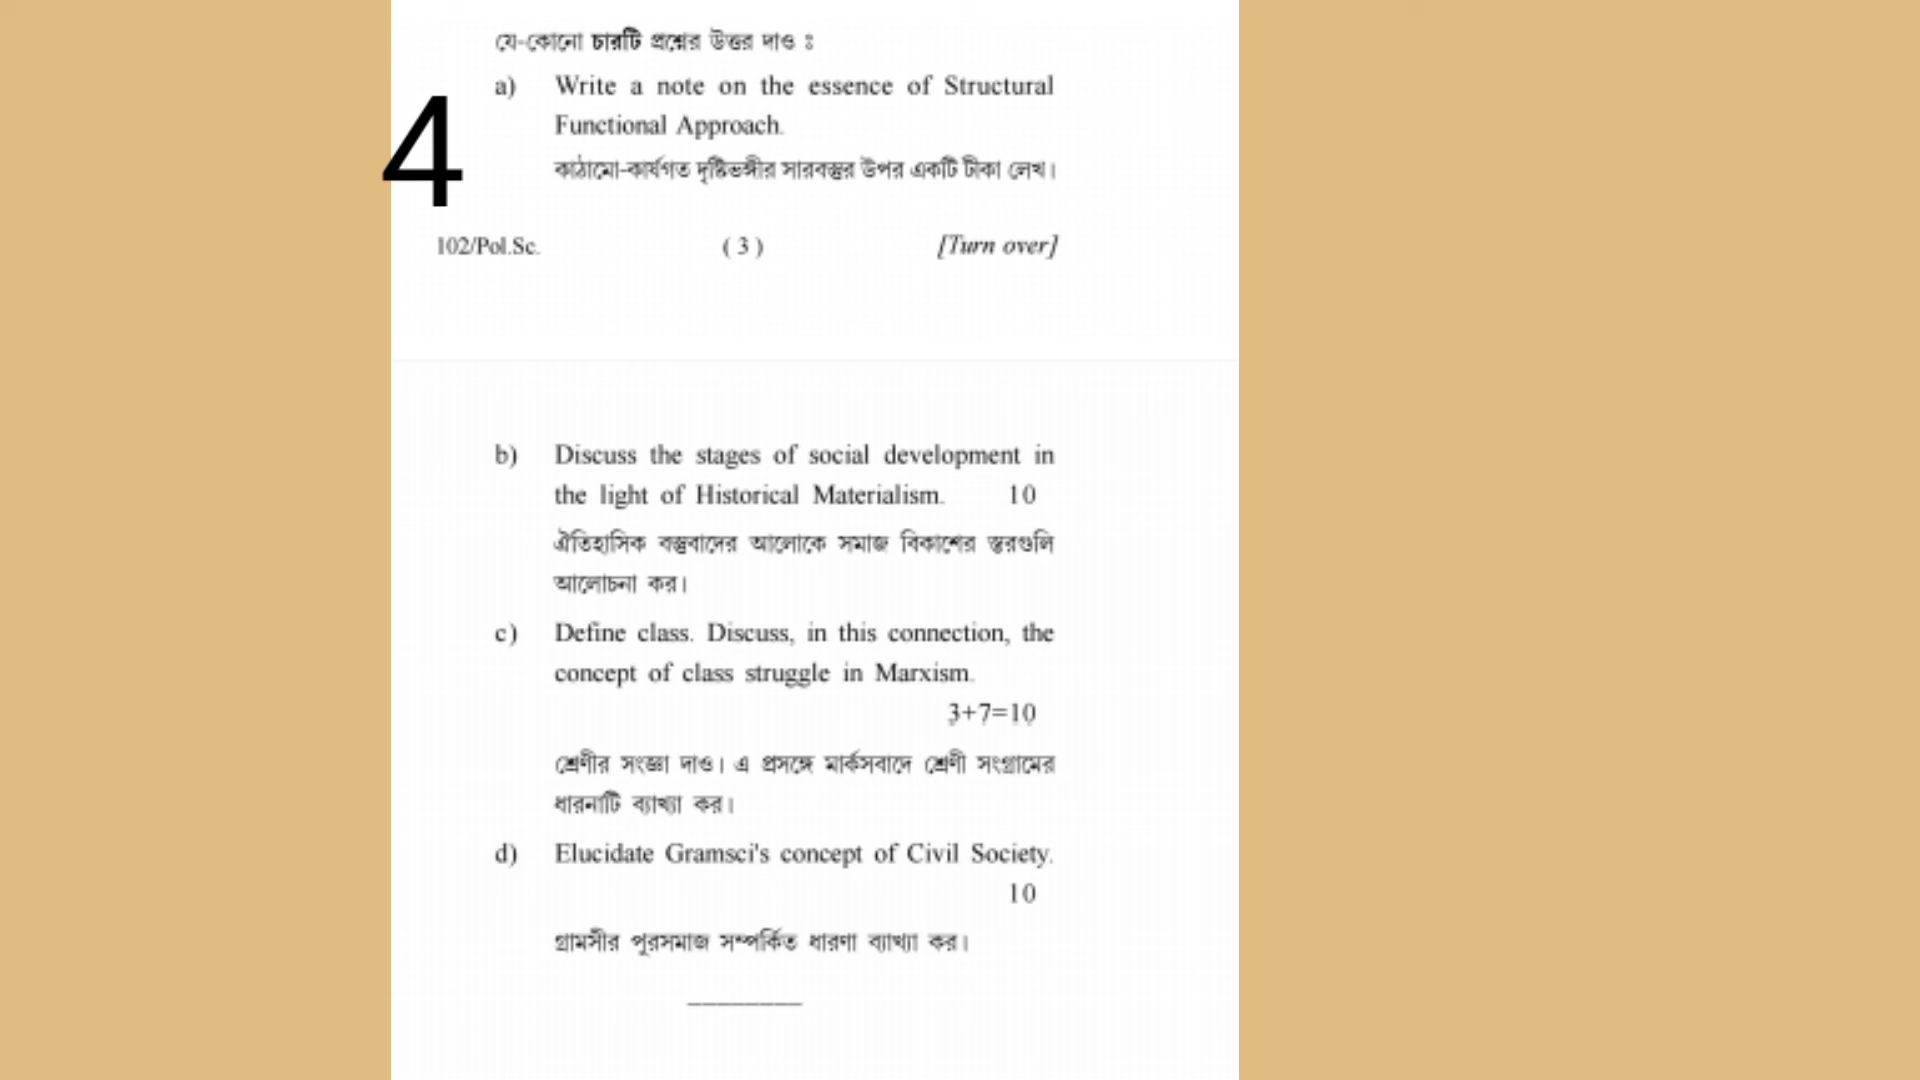 যে-কোনো চারটি প্রশ্নের উত্তর দাও ঃ
a) Write a note on the essence of Structural
Functional Approach.
কাঠামো-কার্যগত দৃষ্টিভঙ্গীর সারবস্তুর উপর একটি টীকা লেখ।
4
102/Pol.Sc. ( 3 ) [Turn over]
b) Discuss the stages of social development in
the light of Historical Materialism. 10
ঐতিহাসিক বস্তুবাদের আলোকে সমাজ বিকাশের স্তরগুলি
আলোচনা কর।
c) Define class. Discuss, in this connection, the
concept of class struggle in Marxism.
3+7=10
শ্রেণীর সংজ্ঞা দাও। এ প্রসঙ্গে মার্কসবাদে শ্রেণী সংগ্রামের
ধারনাটি ব্যাখ্যা কর।
d) Elucidate Gramsci's concept of Civil Society.
10
গ্রামসীর পুরসমাজ সম্পর্কিত ধারণা ব্যাখ্যা কর।